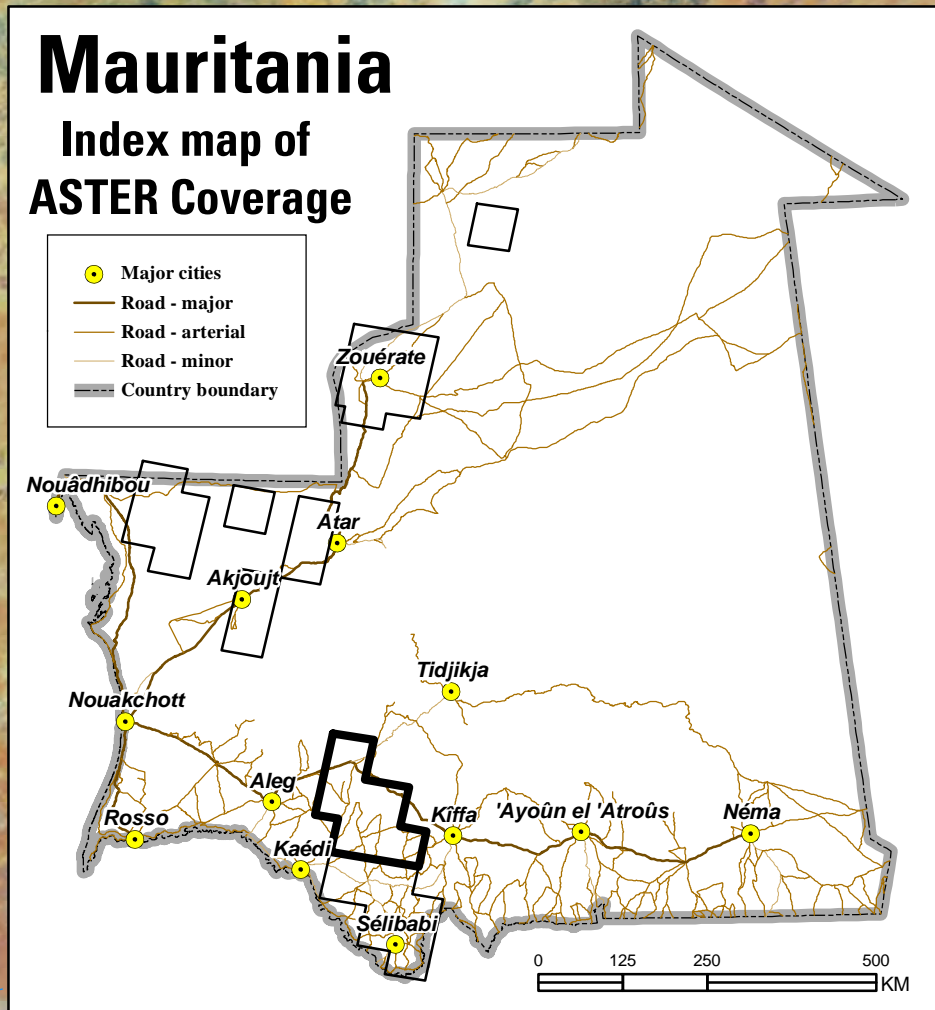 Mauritania
Index map of
ASTER Coverage
Major cities
Road - major
Road - arterial
Road - minor
Country boundary
Zouérate
Nouâdhibou
Atar
Akjoujt
Tidjikja
Nouakchott
Aleg
Rosso
Kîffa
'Ayoûn el 'Atroûs
Néma
Kaédi
Sélibabi
0 125 250 500
KM